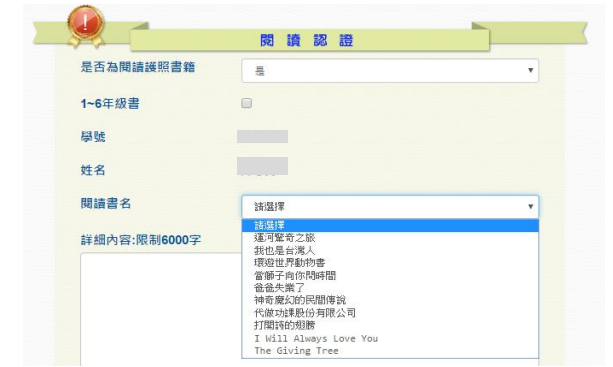 閱讀認證
是否為閱讀護照書籍
是
1~6年級書
學號
姓名
閱讀書名
請選擇
請選擇
運河驚奇之旅
我也是台灣人
環遊世界動物書
當獅子向你問時間
爸爸失業了
神奇魔幻的民間傳說
代做功課股份有限公司
打開詩的翅膀
I Will Always Love You
The Giving Tree
詳細內容:限制6000字